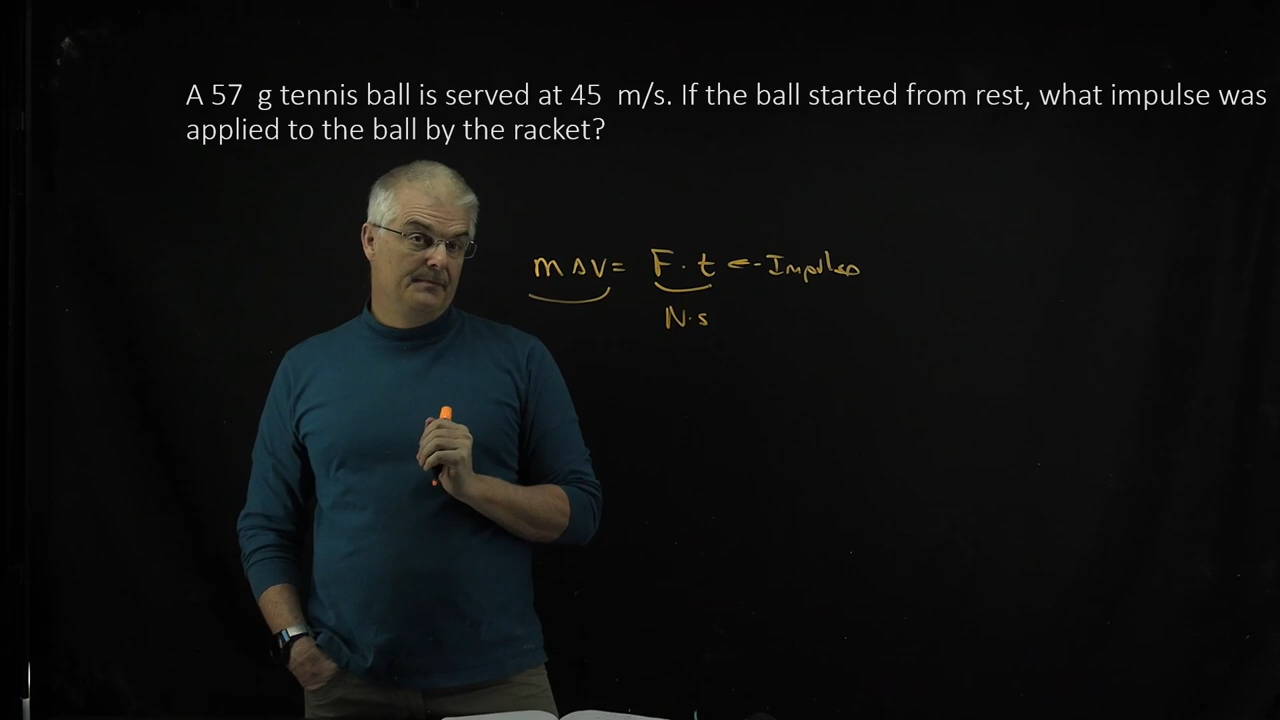 A 57 g tennis ball is served at 45 m/s. If the ball started from rest, what impulse was
applied to the ball by the racket?
m Δ V = F · t ← Impulse
N · s